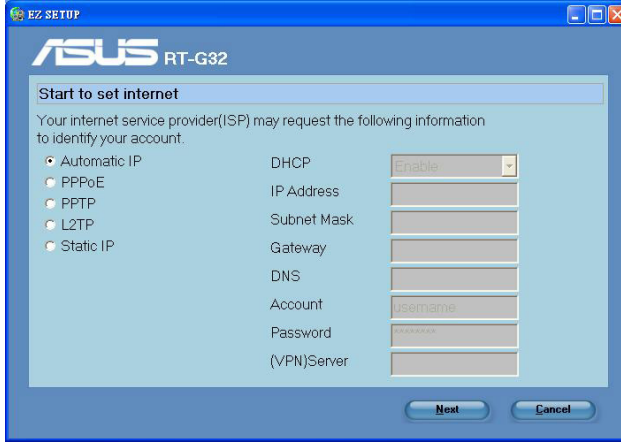 EZ SETUP
ASUS RT-G32
Start to set internet
Your internet service provider(ISP) may request the following information
to identify your account.
Automatic IP
PPPoE
PPTP
L2TP
Static IP
DHCP Enable
IP Address
Subnet Mask
Gateway
DNS
Account username
Password ********
(VPN)Server
Next Cancel